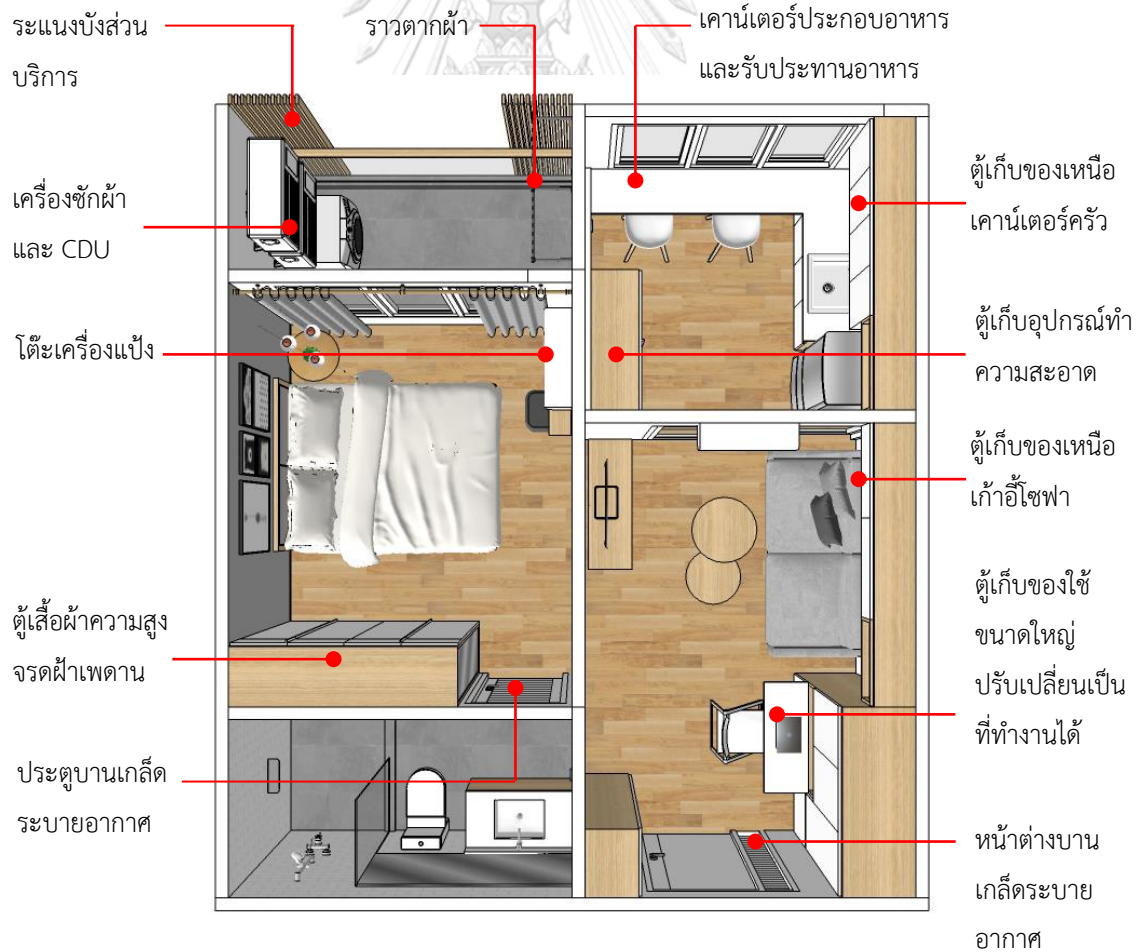 ระแนงบังส่วน
บริการ
ราวตากผ้า
เคาน์เตอร์ประกอบอาหาร
และรับประทานอาหาร
เครื่องซักผ้า
และ CDU
ตู้เก็บของเหนือ
เคาน์เตอร์ครัว
โต๊ะเครื่องแป้ง
ตู้เก็บอุปกรณ์ทำ
ความสะอาด
ตู้เก็บของเหนือ
เก้าอี้โซฟา
ตู้เสื้อผ้าความสูง
จรดฝ้าเพดาน
ตู้เก็บของใช้
ขนาดใหญ่
ปรับเปลี่ยนเป็น
ที่ทำงานได้
ประตูบานเกล็ด
ระบายอากาศ
หน้าต่างบาน
เกล็ดระบาย
อากาศ